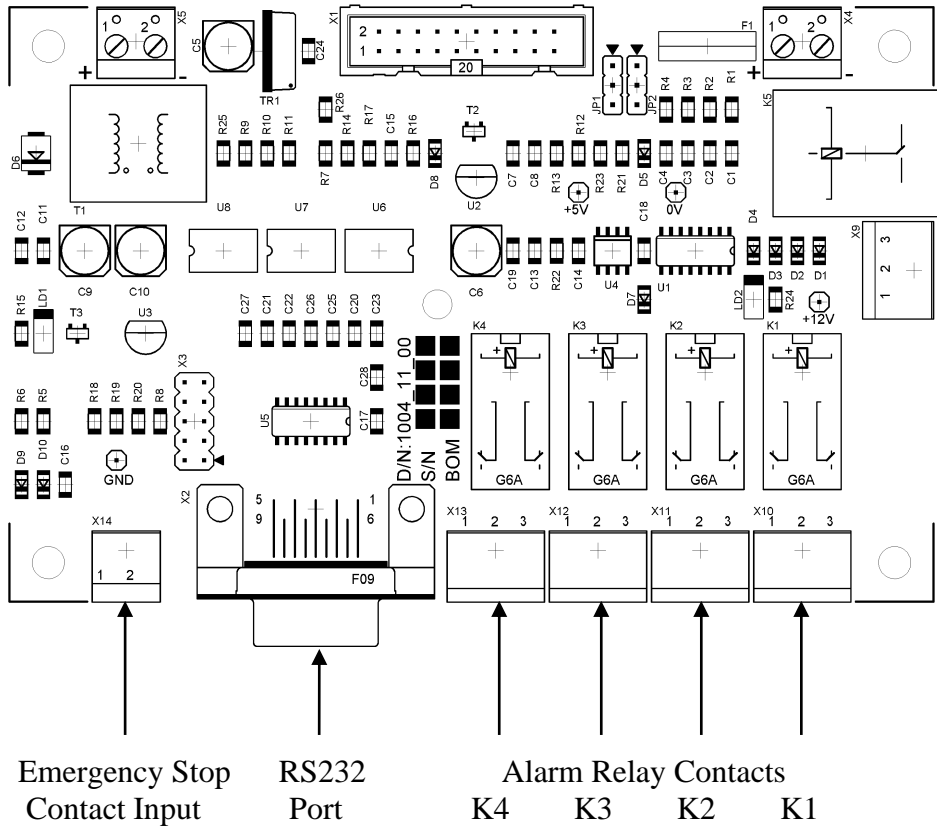 X5 C5 C24 X1 F1 X4
1 2 2 1 2
1
+ - 20 + -
TR1 JP1 JP2 R4 R3 R2 R1 K5
R26 T2
R25 R9 R10 R11 R14 R17 C15 R16 R12
D6 R7 D8 C7 C8 R13 R23 R21 D5 C4 C3 C2 C1
U2 +5V 0V
C12 C11 T1 U8 U7 U6 C18 D4 X9
3
2
1
C9 C10 C6 C19 C13 R22 C14 U4 U1 D3 D2 D1
R15 LD1 T3 U3 D7 LD2 R24
+12V
C27 C21 C22 C26 C25 C20 C23
K4 K3 K2 K1
+ + + +
X3 C28
R6 R5 R18 R19 R20 R8 U5 C17
D/N:1004_11_00
S/N
BOM
G6A G6A G6A G6A
D9 D10 C16 GND
X2 5 1
9 6
F09
X14
1 2
X13 X12 X11 X10
1 2 3 1 2 3 1 2 3 1 2 3
Emergency Stop RS232 Alarm Relay Contacts
Contact Input Port K4 K3 K2 K1